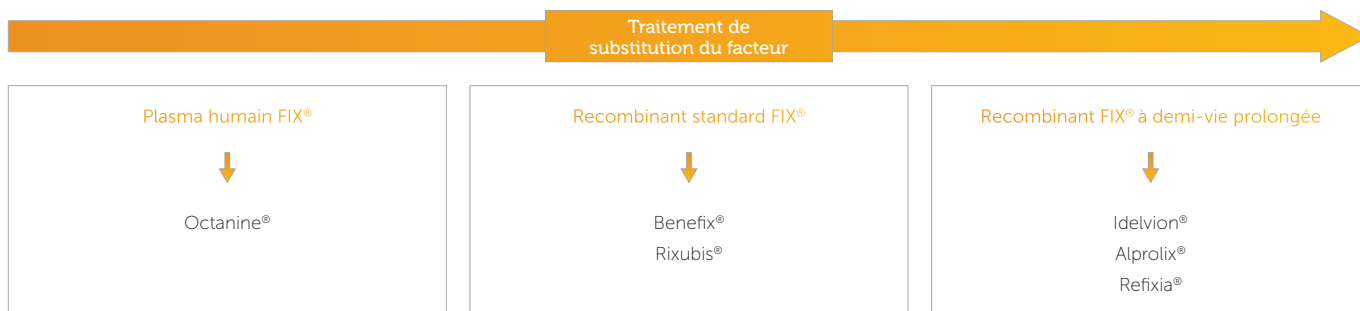 Traitement de
substitution du facteur
Plasma humain FIX®
Octanine®
Recombinant standard FIX®
Benefix®
Rixubis®
Recombinant FIX® à demi-vie prolongée
Idelvion®
Alprolix®
Refixia®